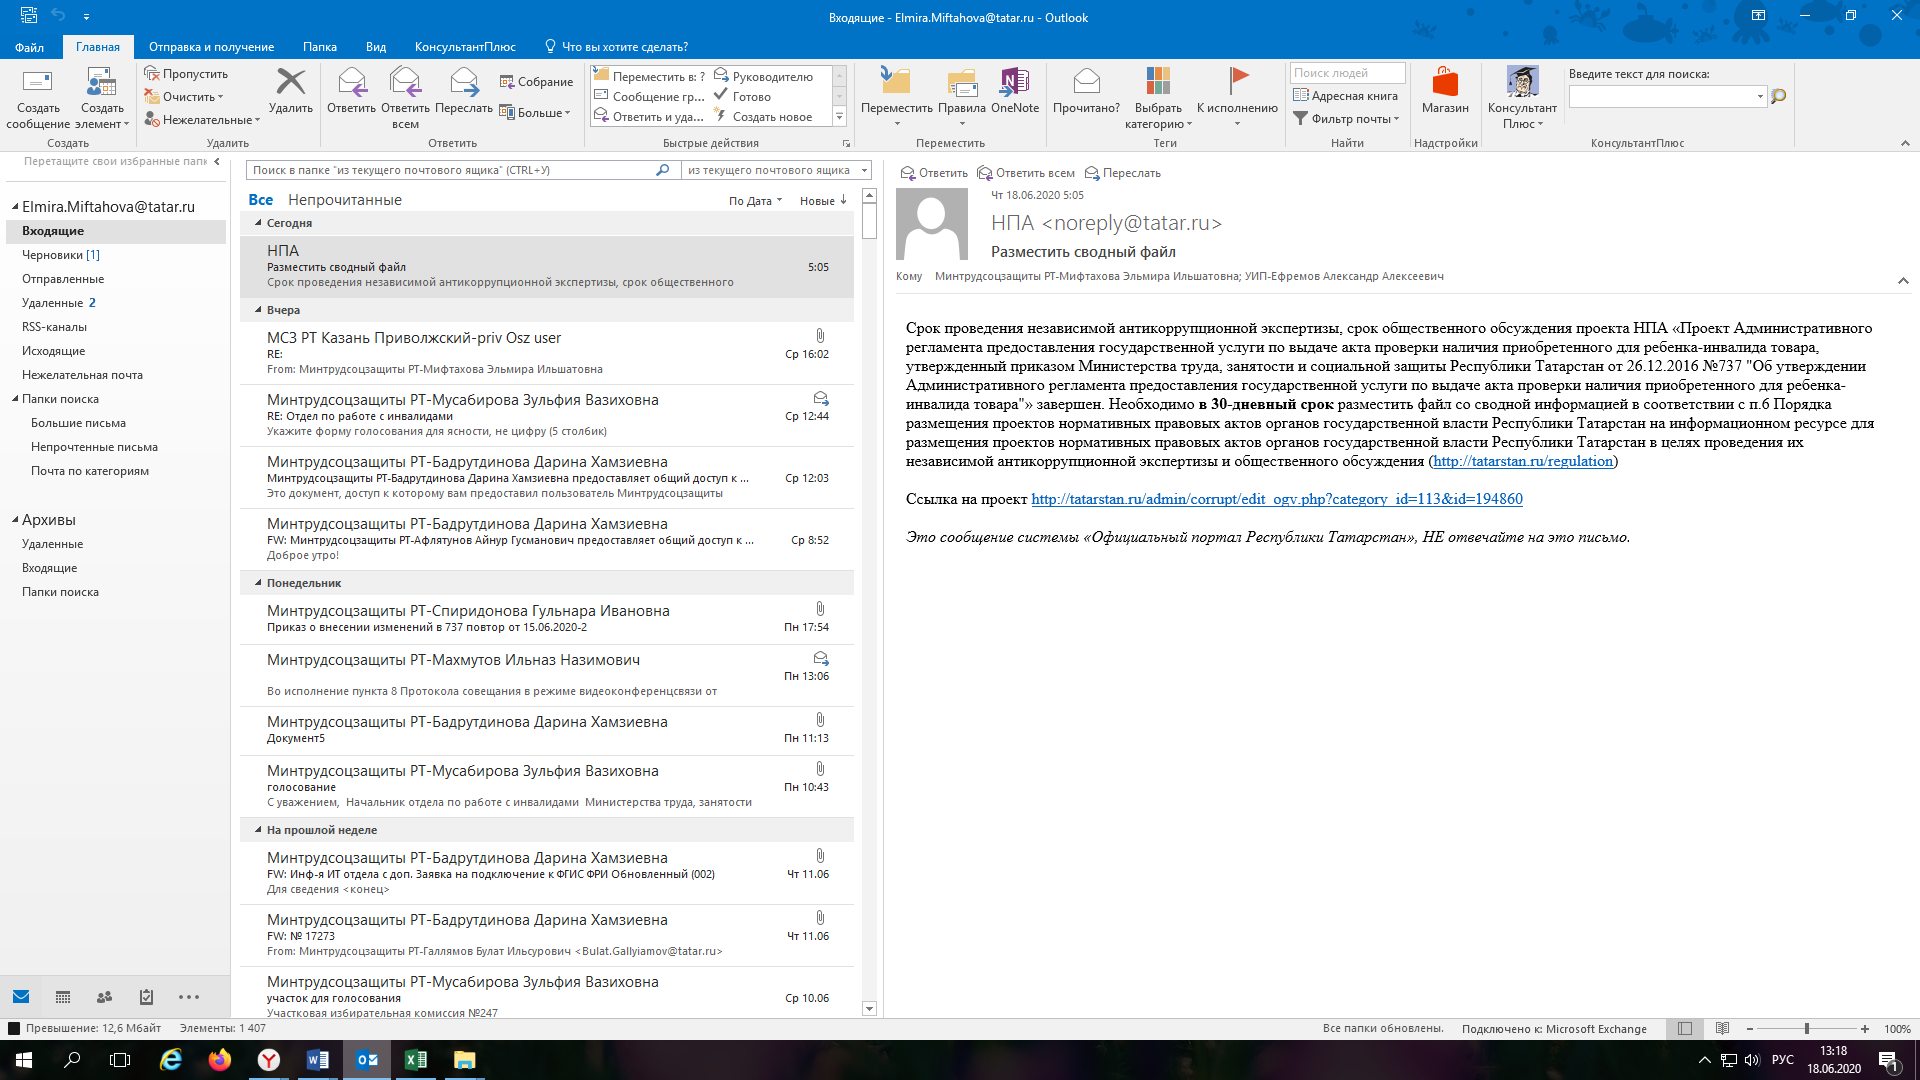 Входящие - Elmira.Miftahova@tatar.ru - Outlook
Файл Главная Отправка и получение Папка Вид КонсультантПлюс Что вы хотите сделать?
Создать сообщение
Создать элемент
Создать
Пропустить
Очистить
Нежелательные
Удалить
Удалить
Ответить
Ответить всем
Переслать
Собрание
Больше
Ответить
Переместить в: ?
Сообщение гр...
Ответить и уда...
Руководителю
Готово
Создать новое
Быстрые действия
Переместить
Правила
OneNote
Переместить
Прочитано?
Выбрать категорию
К исполнению
Теги
Поиск людей
Адресная книга
Фильтр почты
Найти
Магазин
Надстройки
Консультант Плюс
Введите текст для поиска:
КонсультантПлюс
Перетащите свои избранные папк
Elmira.Miftahova@tatar.ru
Входящие
Черновики [1]
Отправленные
Удаленные 2
RSS-каналы
Исходящие
Нежелательная почта
Папки поиска
Большие письма
Непрочтенные письма
Почта по категориям
Архивы
Удаленные
Входящие
Папки поиска
Поиск в папке "из текущего почтового ящика" (CTRL+У)
из текущего почтового ящика
Все Непрочитанные
По Дата Новые
Сегодня
НПА
Разместить сводный файл 5:05
Срок проведения независимой антикоррупционной экспертизы, срок общественного
Вчера
МСЗ РТ Казань Приволжский-priv Osz user
RE: Ср 16:02
From: Минтрудсоцзащиты РТ-Мифтахова Эльмира Ильшатовна
Минтрудсоцзащиты РТ-Мусабирова Зульфия Вазиховна
RE: Отдел по работе с инвалидами Ср 12:44
Укажите форму голосования для ясности, не цифру (5 столбик)
Минтрудсоцзащиты РТ-Бадрутдинова Дарина Хамзиевна
Минтрудсоцзащиты РТ-Бадрутдинова Дарина Хамзиевна предоставляет общий доступ к ... Ср 12:03
Это документ, доступ к которому вам предоставил пользователь Минтрудсоцзащиты
Минтрудсоцзащиты РТ-Бадрутдинова Дарина Хамзиевна
FW: Минтрудсоцзащиты РТ-Афлятунов Айнур Гусманович предоставляет общий доступ к ... Ср 8:52
Доброе утро!
Понедельник
Минтрудсоцзащиты РТ-Спиридонова Гульнара Ивановна
Приказ о внесении изменений в 737 повтор от 15.06.2020-2 Пн 17:54
Минтрудсоцзащиты РТ-Махмутов Ильназ Назимович
Пн 13:06
Во исполнение пункта 8 Протокола совещания в режиме видеоконференцсвязи от
Минтрудсоцзащиты РТ-Бадрутдинова Дарина Хамзиевна
Документ5 Пн 11:13
Минтрудсоцзащиты РТ-Мусабирова Зульфия Вазиховна
голосование Пн 10:43
С уважением, Начальник отдела по работе с инвалидами Министерства труда, занятости
На прошлой неделе
Минтрудсоцзащиты РТ-Бадрутдинова Дарина Хамзиевна
FW: Инф-я ИТ отдела с доп. Заявка на подключение к ФГИС ФРИ Обновленный (002) Чт 11.06
Для сведения <конец>
Минтрудсоцзащиты РТ-Бадрутдинова Дарина Хамзиевна
FW: № 17273 Чт 11.06
From: Минтрудсоцзащиты РТ-Галлямов Булат Ильсурович <Bulat.Gallyiamov@tatar.ru>
Минтрудсоцзащиты РТ-Мусабирова Зульфия Вазиховна
участок для голосования Ср 10.06
Участковая избирательная комиссия №247
Ответить Ответить всем Переслать
Чт 18.06.2020 5:05
НПА <noreply@tatar.ru>
Разместить сводный файл
Кому Минтрудсоцзащиты РТ-Мифтахова Эльмира Ильшатовна; УИП-Ефремов Александр Алексеевич
Срок проведения независимой антикоррупционной экспертизы, срок общественного обсуждения проекта НПА «Проект Административного
регламента предоставления государственной услуги по выдаче акта проверки наличия приобретенного для ребенка-инвалида товара,
утвержденный приказом Министерства труда, занятости и социальной защиты Республики Татарстан от 26.12.2016 №737 "Об утверждении
Административного регламента предоставления государственной услуги по выдаче акта проверки наличия приобретенного для ребенка-
инвалида товара"» завершен. Необходимо в 30-дневный срок разместить файл со сводной информацией в соответствии с п.6 Порядка
размещения проектов нормативных правовых актов органов государственной власти Республики Татарстан на информационном ресурсе для
размещения проектов нормативных правовых актов органов государственной власти Республики Татарстан в целях проведения их
независимой антикоррупционной экспертизы и общественного обсуждения (http://tatarstan.ru/regulation)
Ссылка на проект http://tatarstan.ru/admin/corrupt/edit_ogv.php?category_id=113&id=194860
Это сообщение системы «Официальный портал Республики Татарстан», НЕ отвечайте на это письмо.
Превышение: 12,6 Мбайт Элементы: 1 407
Все папки обновлены. Подключено к: Microsoft Exchange 100%
РУС
13:18
18.06.2020
1